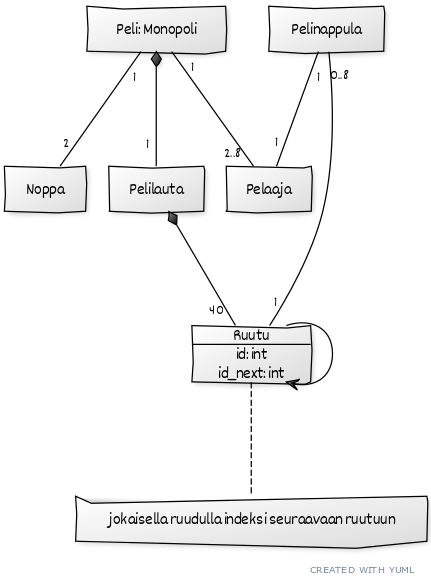 Peli: Monopoli
Pelinappula
1
1
1
0..8
2
1
2..8
1
Noppa
Pelilauta
Pelaaja
40
1
Ruutu
id: int
id_next: int
jokaisella ruudulla indeksi seuraavaan ruutuun
CREATED WITH YUML